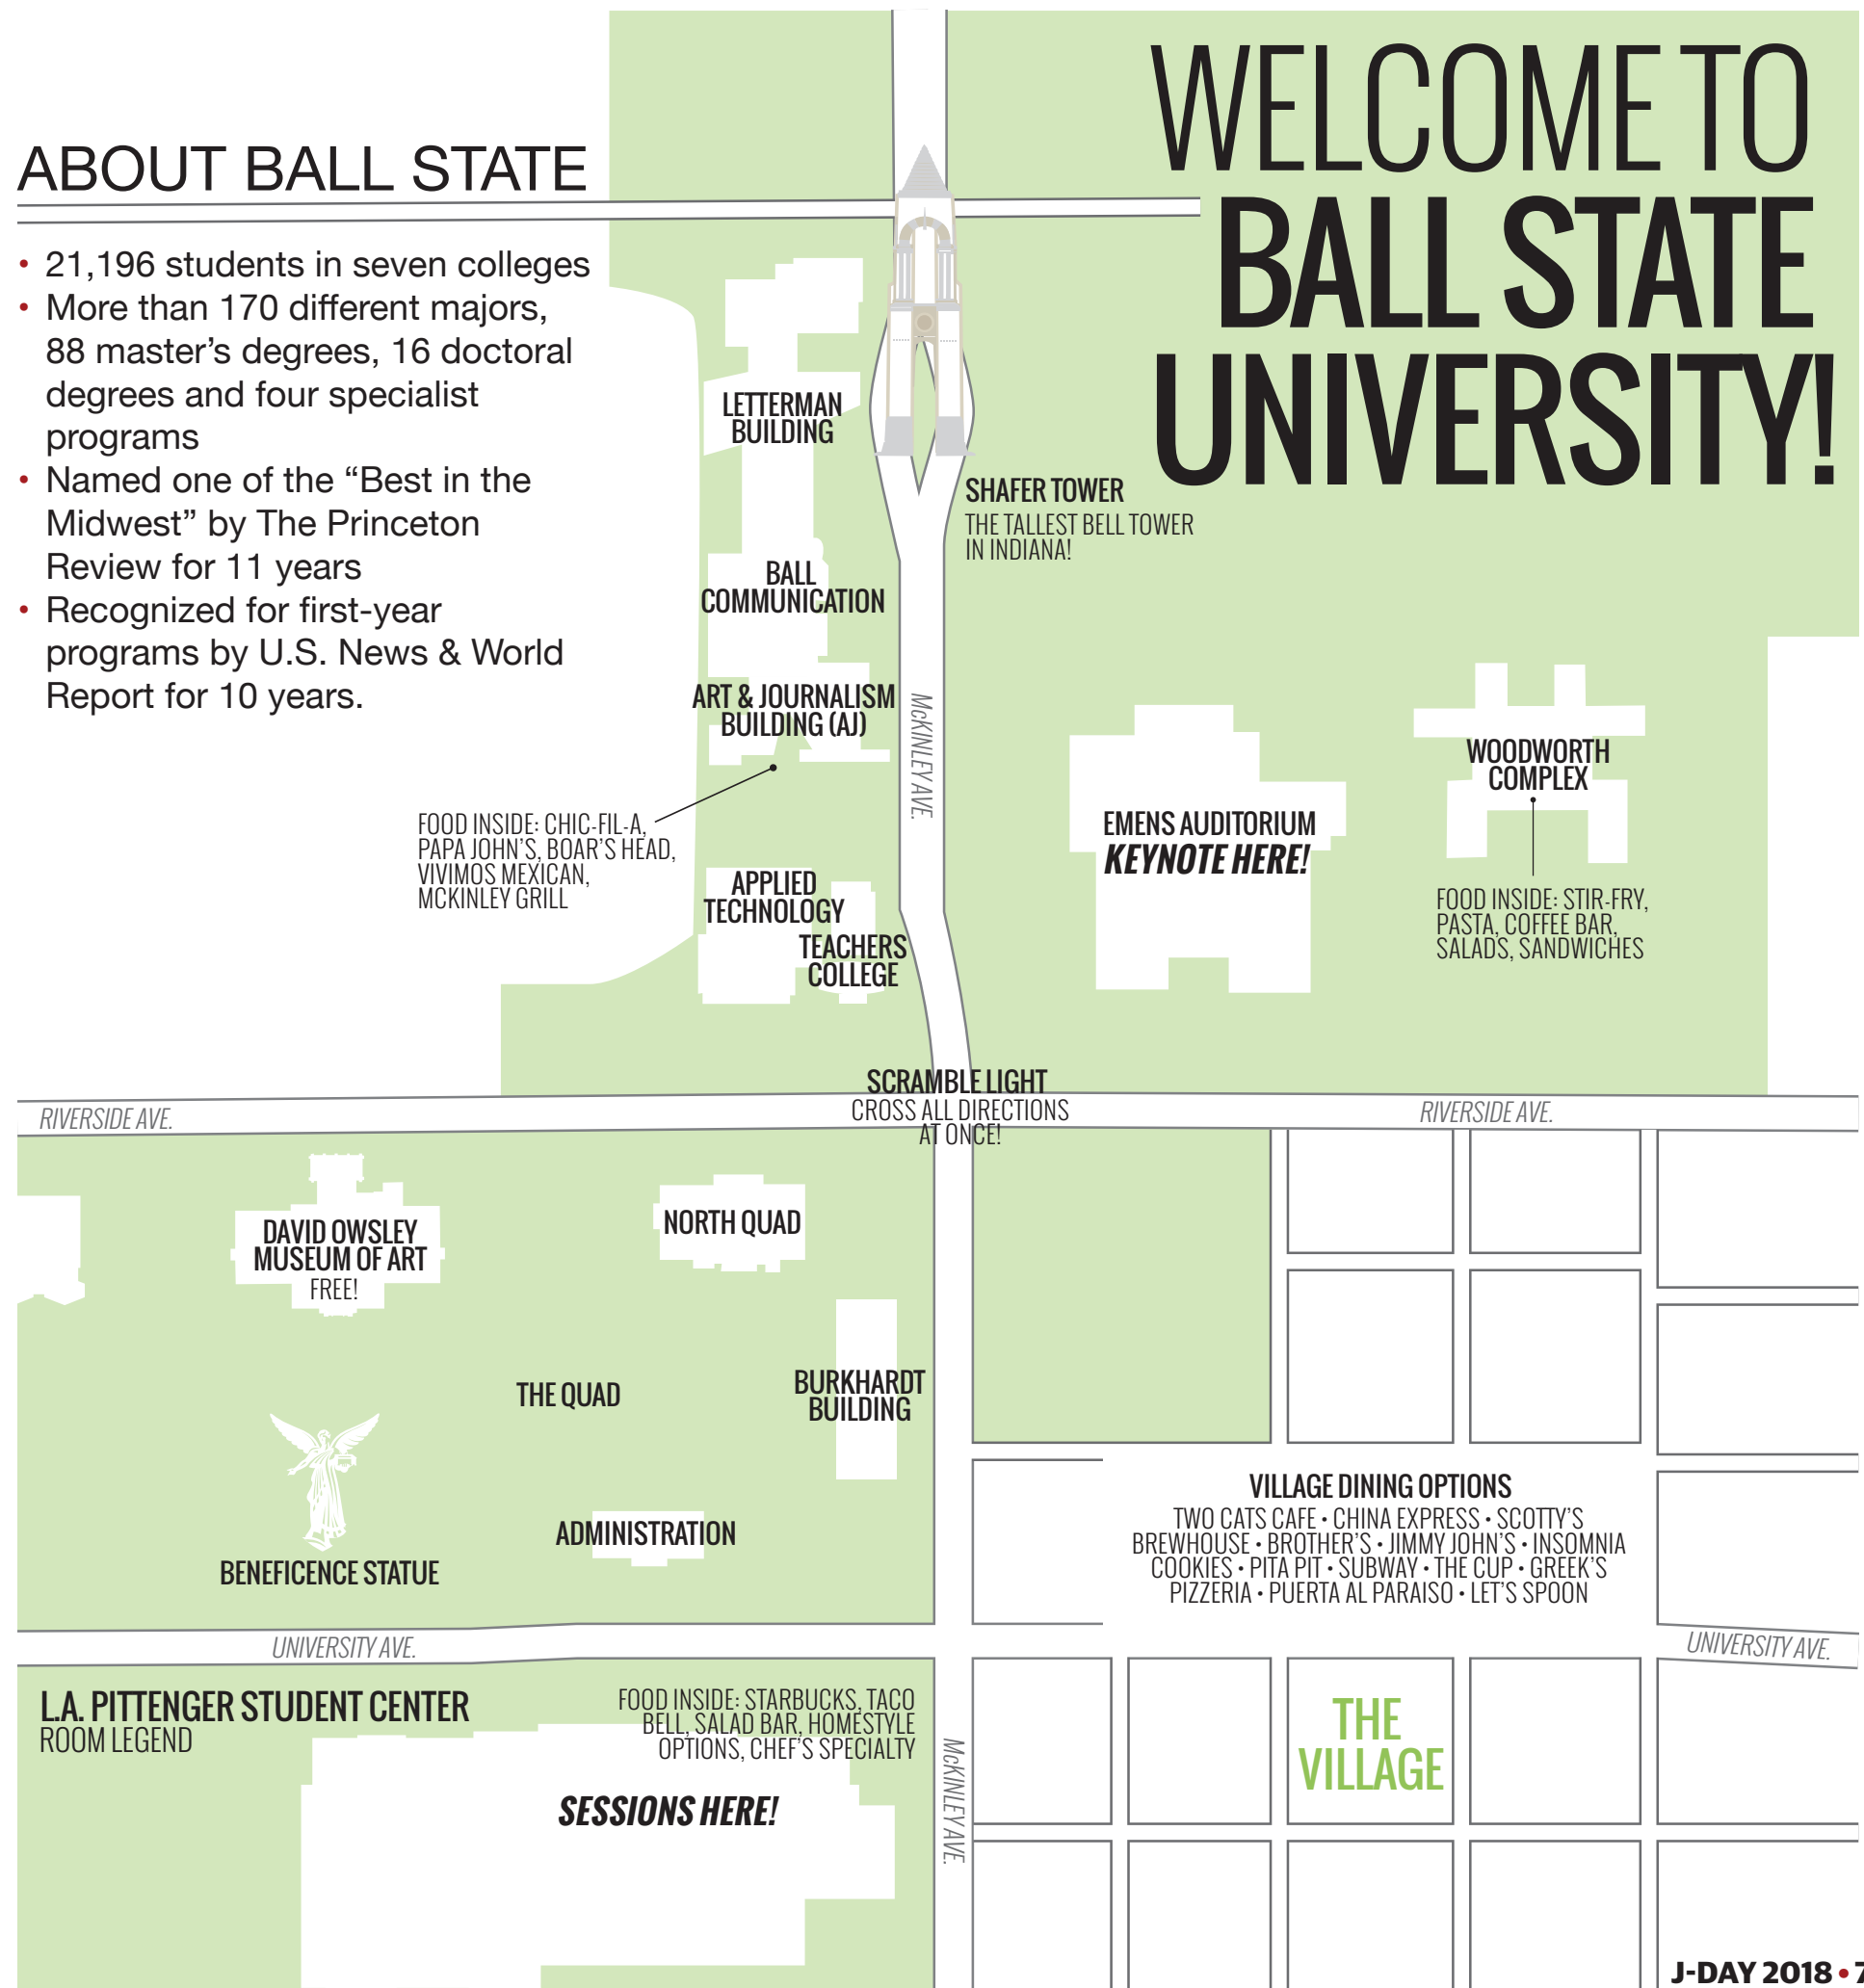 WELCOME TO
BALL STATE
UNIVERSITY!
ABOUT BALL STATE
• 21,196 students in seven colleges
• More than 170 different majors,
88 master's degrees, 16 doctoral
degrees and four specialist
programs
• Named one of the “Best in the
Midwest” by The Princeton
Review for 11 years
• Recognized for first-year
programs by U.S. News & World
Report for 10 years.
LETTERMAN
BUILDING
SHAFER TOWER
THE TALLEST BELL TOWER
IN INDIANA!
BALL
COMMUNICATION
ART & JOURNALISM
BUILDING (AJ)
McKINLEY AVE.
FOOD INSIDE: CHIC-FIL-A,
PAPA JOHN'S, BOAR'S HEAD,
VIVIMOS MEXICAN,
MCKINLEY GRILL
WOODWORTH
COMPLEX
EMENS AUDITORIUM
KEYNOTE HERE!
FOOD INSIDE: STIR-FRY,
PASTA, COFFEE BAR,
SALADS, SANDWICHES
APPLIED
TECHNOLOGY
TEACHERS
COLLEGE
SCRAMBLE LIGHT
CROSS ALL DIRECTIONS
AT ONCE!
RIVERSIDE AVE.
RIVERSIDE AVE.
DAVID OWSLEY
MUSEUM OF ART
FREE!
NORTH QUAD
THE QUAD
BURKHARDT
BUILDING
ADMINISTRATION
BENEFICENCE STATUE
VILLAGE DINING OPTIONS
TWO CATS CAFE • CHINA EXPRESS • SCOTTY'S
BREWHOUSE • BROTHER'S • JIMMY JOHN'S • INSOMNIA
COOKIES • PITA PIT • SUBWAY • THE CUP • GREEK'S
PIZZERIA • PUERTA AL PARAISO • LET'S SPOON
UNIVERSITY AVE.
UNIVERSITY AVE.
L.A. PITTENGER STUDENT CENTER
ROOM LEGEND
FOOD INSIDE: STARBUCKS, TACO
BELL, SALAD BAR, HOMESTYLE
OPTIONS, CHEF'S SPECIALTY
SESSIONS HERE!
McKINLEY AVE.
THE
VILLAGE
J-DAY 2018 • 7